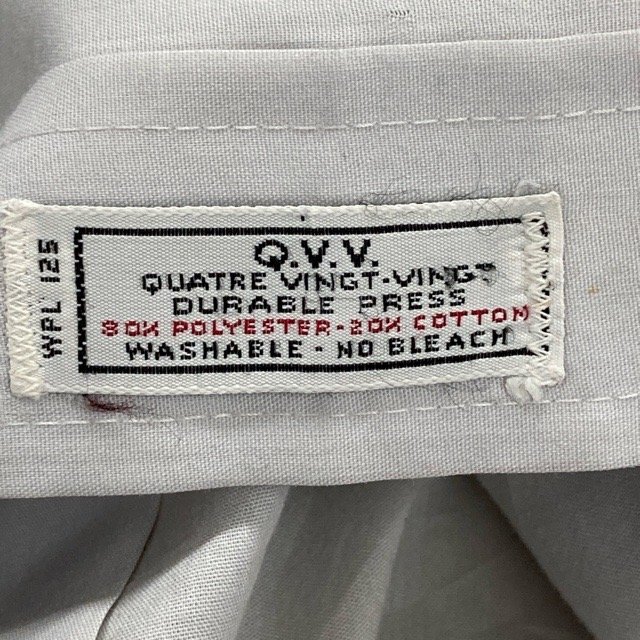 WPL 125
Q.V.V.
QUATRE VINGT-VINGT
DURABLE PRESS
80% POLYESTER-20% COTTON
WASHABLE - NO BLEACH